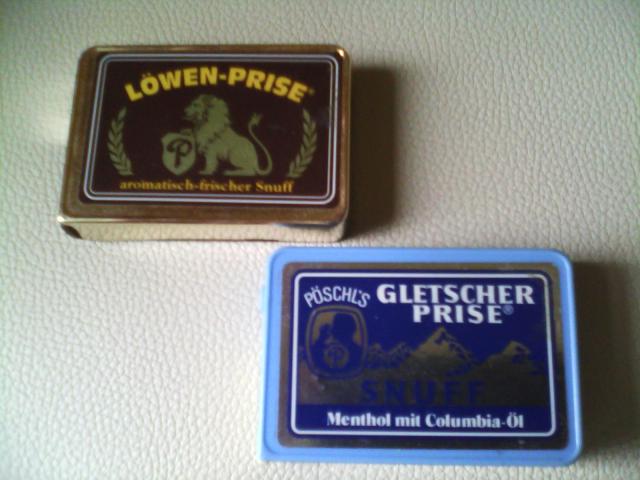 LÖWEN-PRISE®
P
aromatisch-frischer Snuff
PÖSCHL'S
GLETSCHER
PRISE®
P
SNUFF
Menthol mit Columbia-Öl